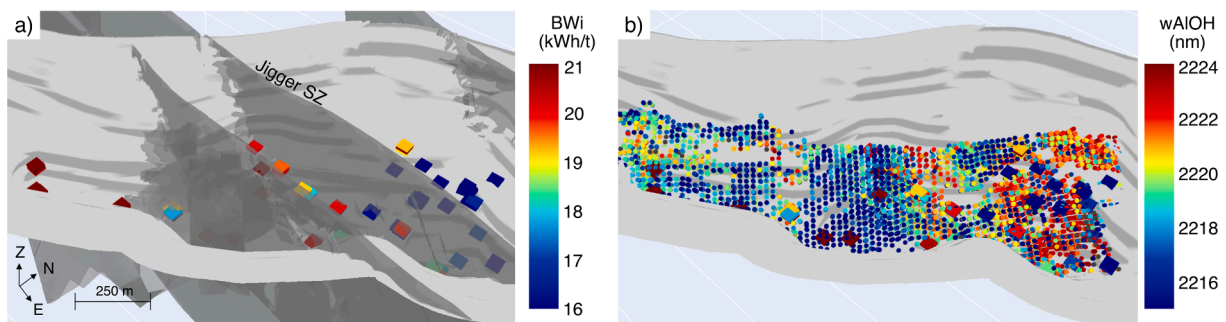 a)
Jigger SZ
BWi
(kWh/t)
21
20
19
18
17
16
Z
N
E
250 m
b)
wAlOH
(nm)
2224
2222
2220
2218
2216